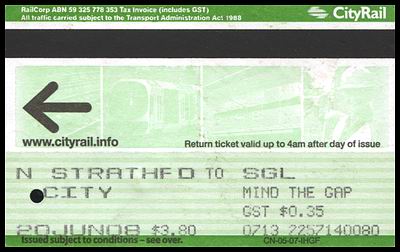 RailCorp ABN 59 325 778 353 Tax Invoice (includes GST)
All traffic carried subject to the Transport Administration Act 1988
CityRail
www.cityrail.info
Return ticket valid up to 4am after day of issue
N STRATHFD TO SGL
CITY MIND THE GAP
GST $0.35
20JUN08 $3.80 0713 2257140080
Issued subject to conditions – see over. CN-05-07-IHGF